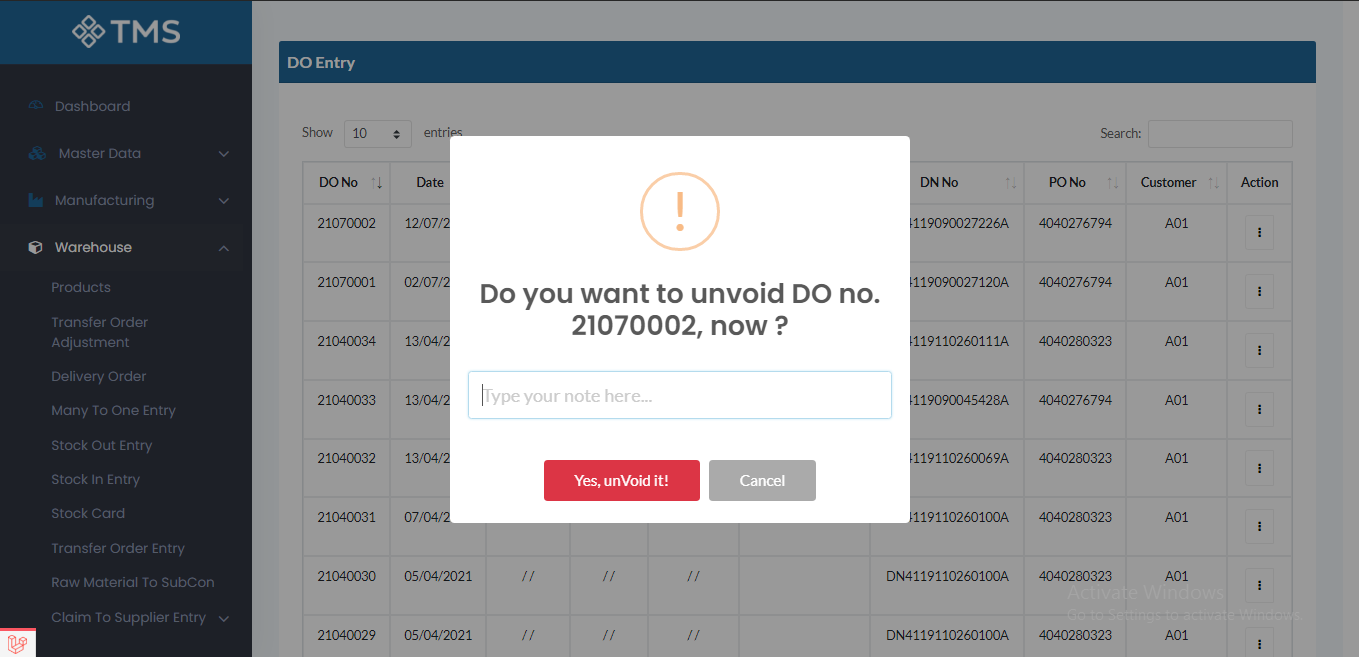 TMS
Dashboard
Master Data
Manufacturing
Warehouse
Products
Transfer Order
Adjustment
Delivery Order
Many To One Entry
Stock Out Entry
Stock In Entry
Stock Card
Transfer Order Entry
Raw Material To SubCon
Claim To Supplier Entry
DO Entry
Show 10 entries Search:
DO No Date DN No PO No Customer Action
21070002 12/07/2 4119090027226A 4040276794 A01
21070001 02/07/2 4119090027120A 4040276794 A01
21040034 13/04/2 4119110260111A 4040280323 A01
21040033 13/04/2 4119090045428A 4040276794 A01
21040032 13/04/2 4119110260069A 4040280323 A01
21040031 07/04/2 4119110260100A 4040280323 A01
21040030 05/04/2021 / / / / / / DN4119110260100A 4040280323 A01
21040029 05/04/2021 / / / / / / DN4119110260100A 4040280323 A01
!
Do you want to unvoid DO no.
21070002, now ?
Type your note here...
Yes, unVoid it! Cancel
Activate Windows
Go to Settings to activate Windows.